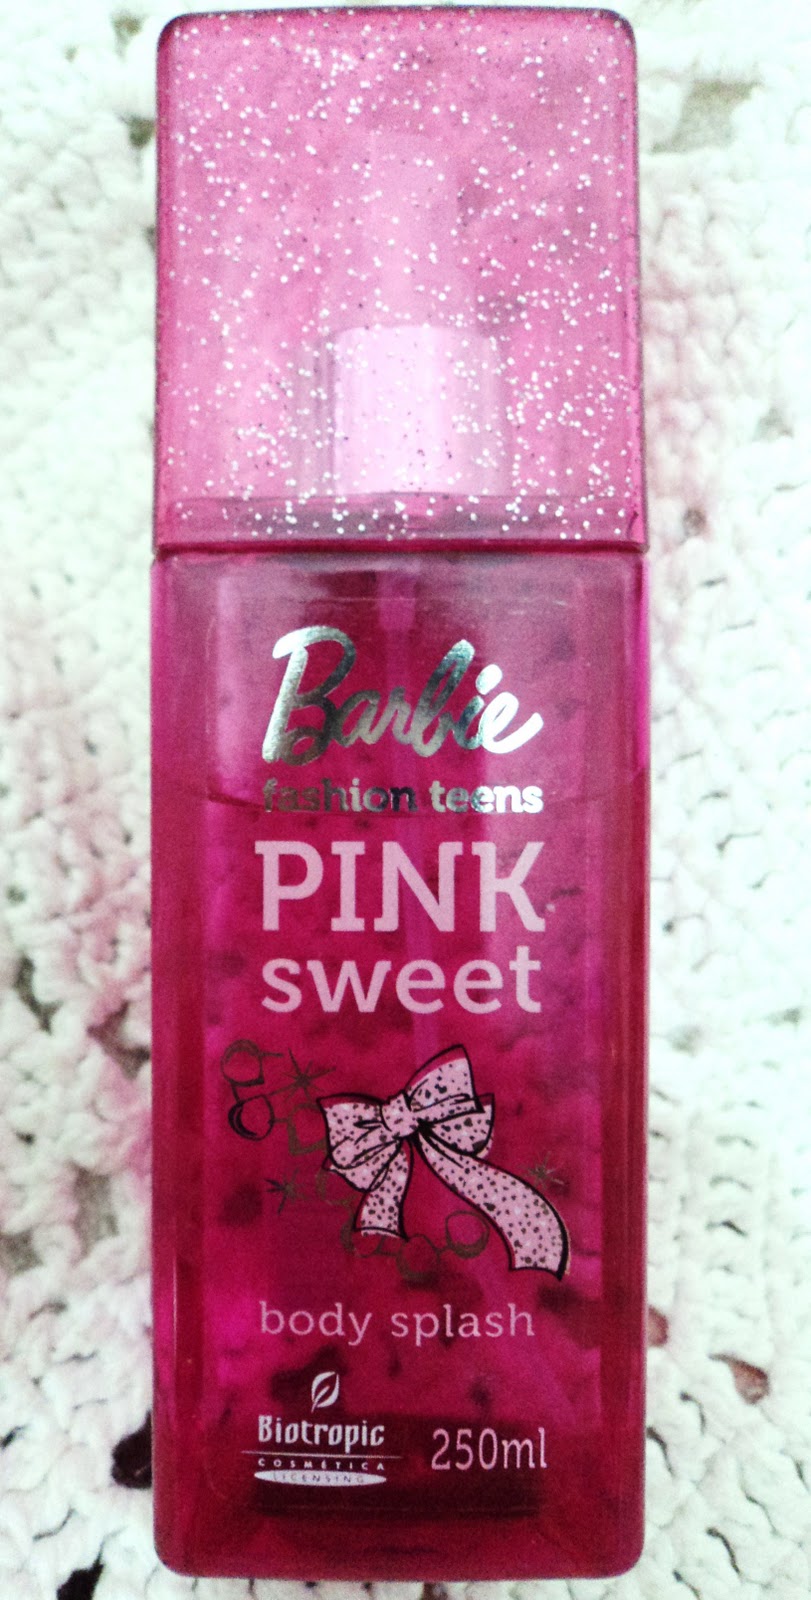 Barbie
fashion teens
PINK
sweet
body splash
Biotropic
COSMÉTICA
LICENSING
250ml